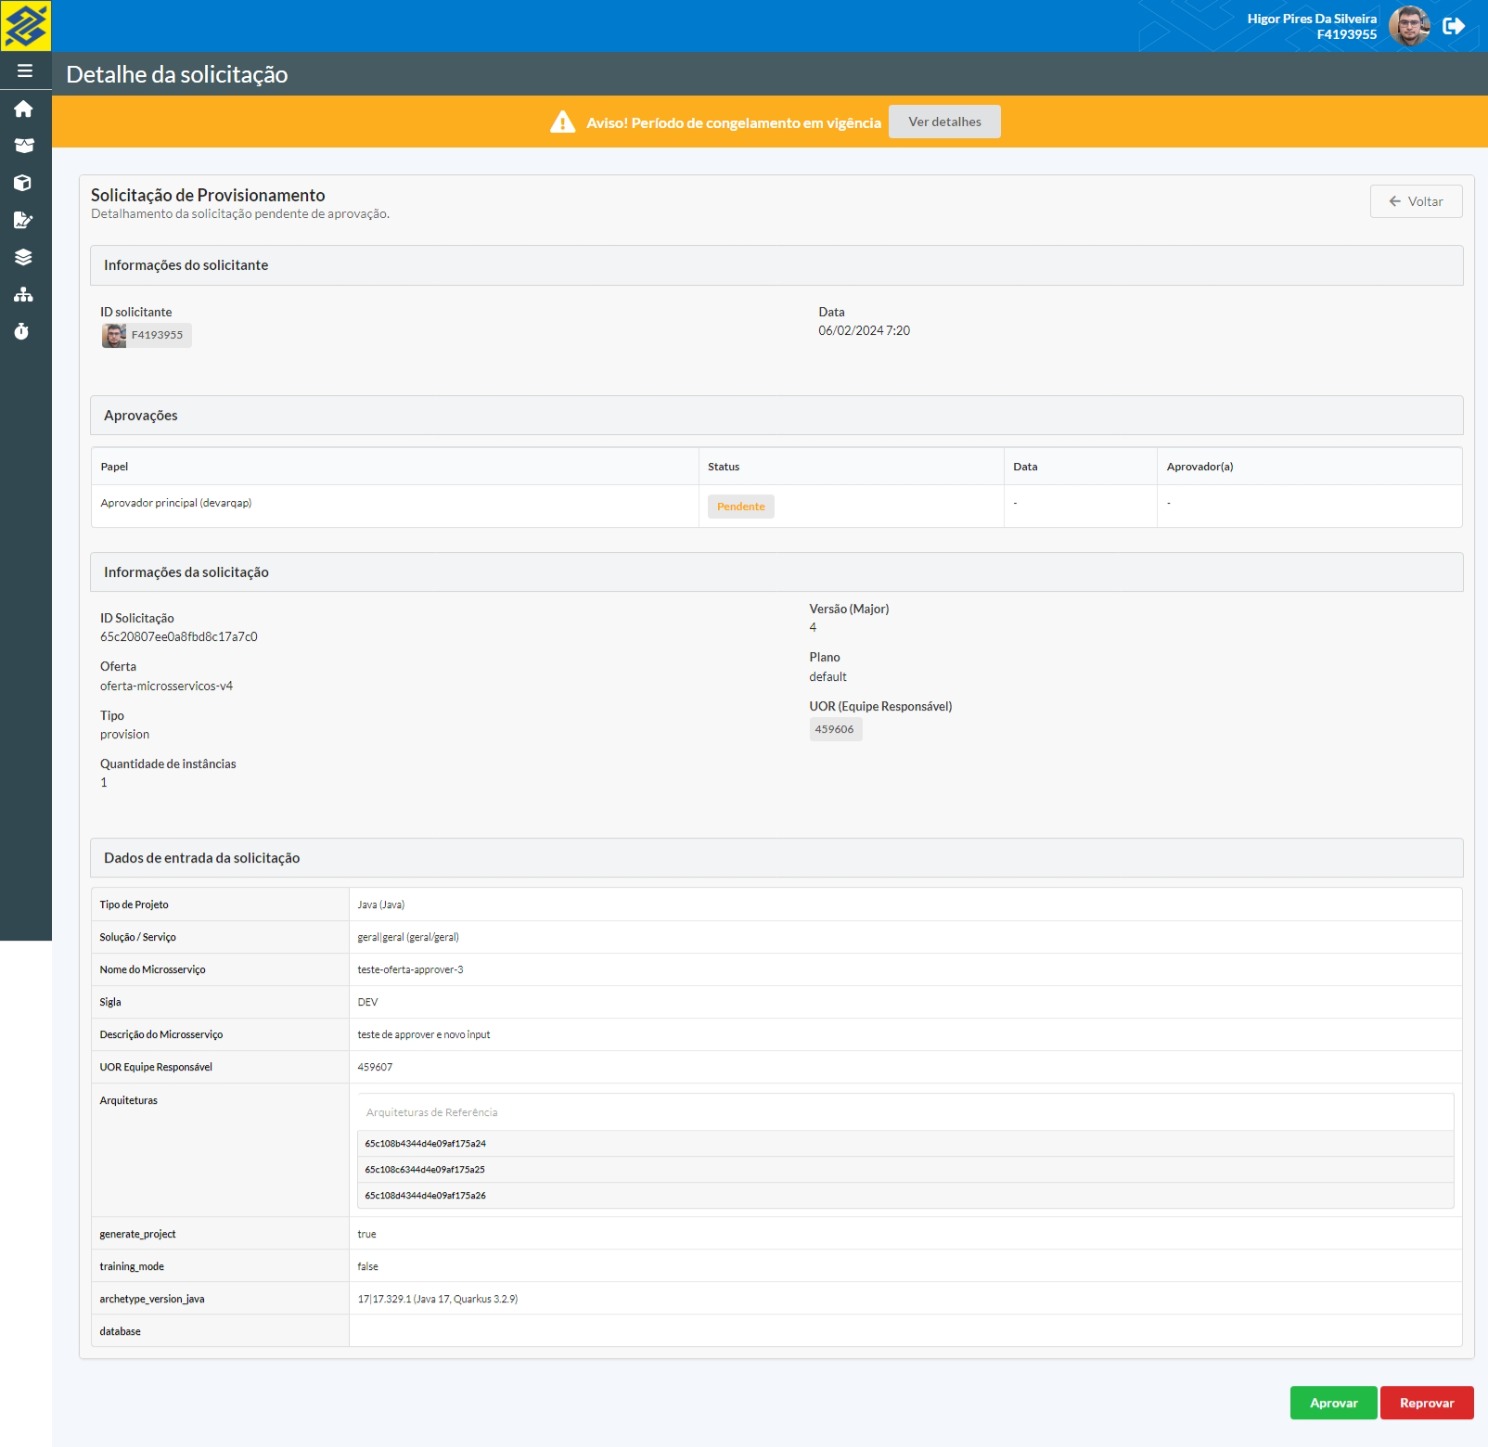 Higor Pires Da Silveira
F4193955
Detalhe da solicitação
Aviso! Período de congelamento em vigência
Ver detalhes
Solicitação de Provisionamento
Detalhamento da solicitação pendente de aprovação.
Voltar
Informações do solicitante
ID solicitante
F4193955
Data
06/02/2024 7:20
Aprovações
Papel Status Data Aprovador(a)
Aprovador principal (devarqap) Pendente - -
Informações da solicitação
ID Solicitação
65c20807ee0a8fbd8c17a7c0
Oferta
oferta-microsservicos-v4
Tipo
provision
Quantidade de instâncias
1
Versão (Major)
4
Plano
default
UOR (Equipe Responsável)
459606
Dados de entrada da solicitação
Tipo de Projeto Java (Java)
Solução / Serviço geral|geral (geral/geral)
Nome do Microsserviço teste-oferta-approver-3
Sigla DEV
Descrição do Microsserviço teste de approver e novo input
UOR Equipe Responsável 459607
Arquiteturas
Arquiteturas de Referência
65c108b4344d4e09af175a24
65c108c6344d4e09af175a25
65c108d4344d4e09af175a26
generate_project true
training_mode false
archetype_version_java 17|17.329.1 (Java 17, Quarkus 3.2.9)
database
Aprovar
Reprovar